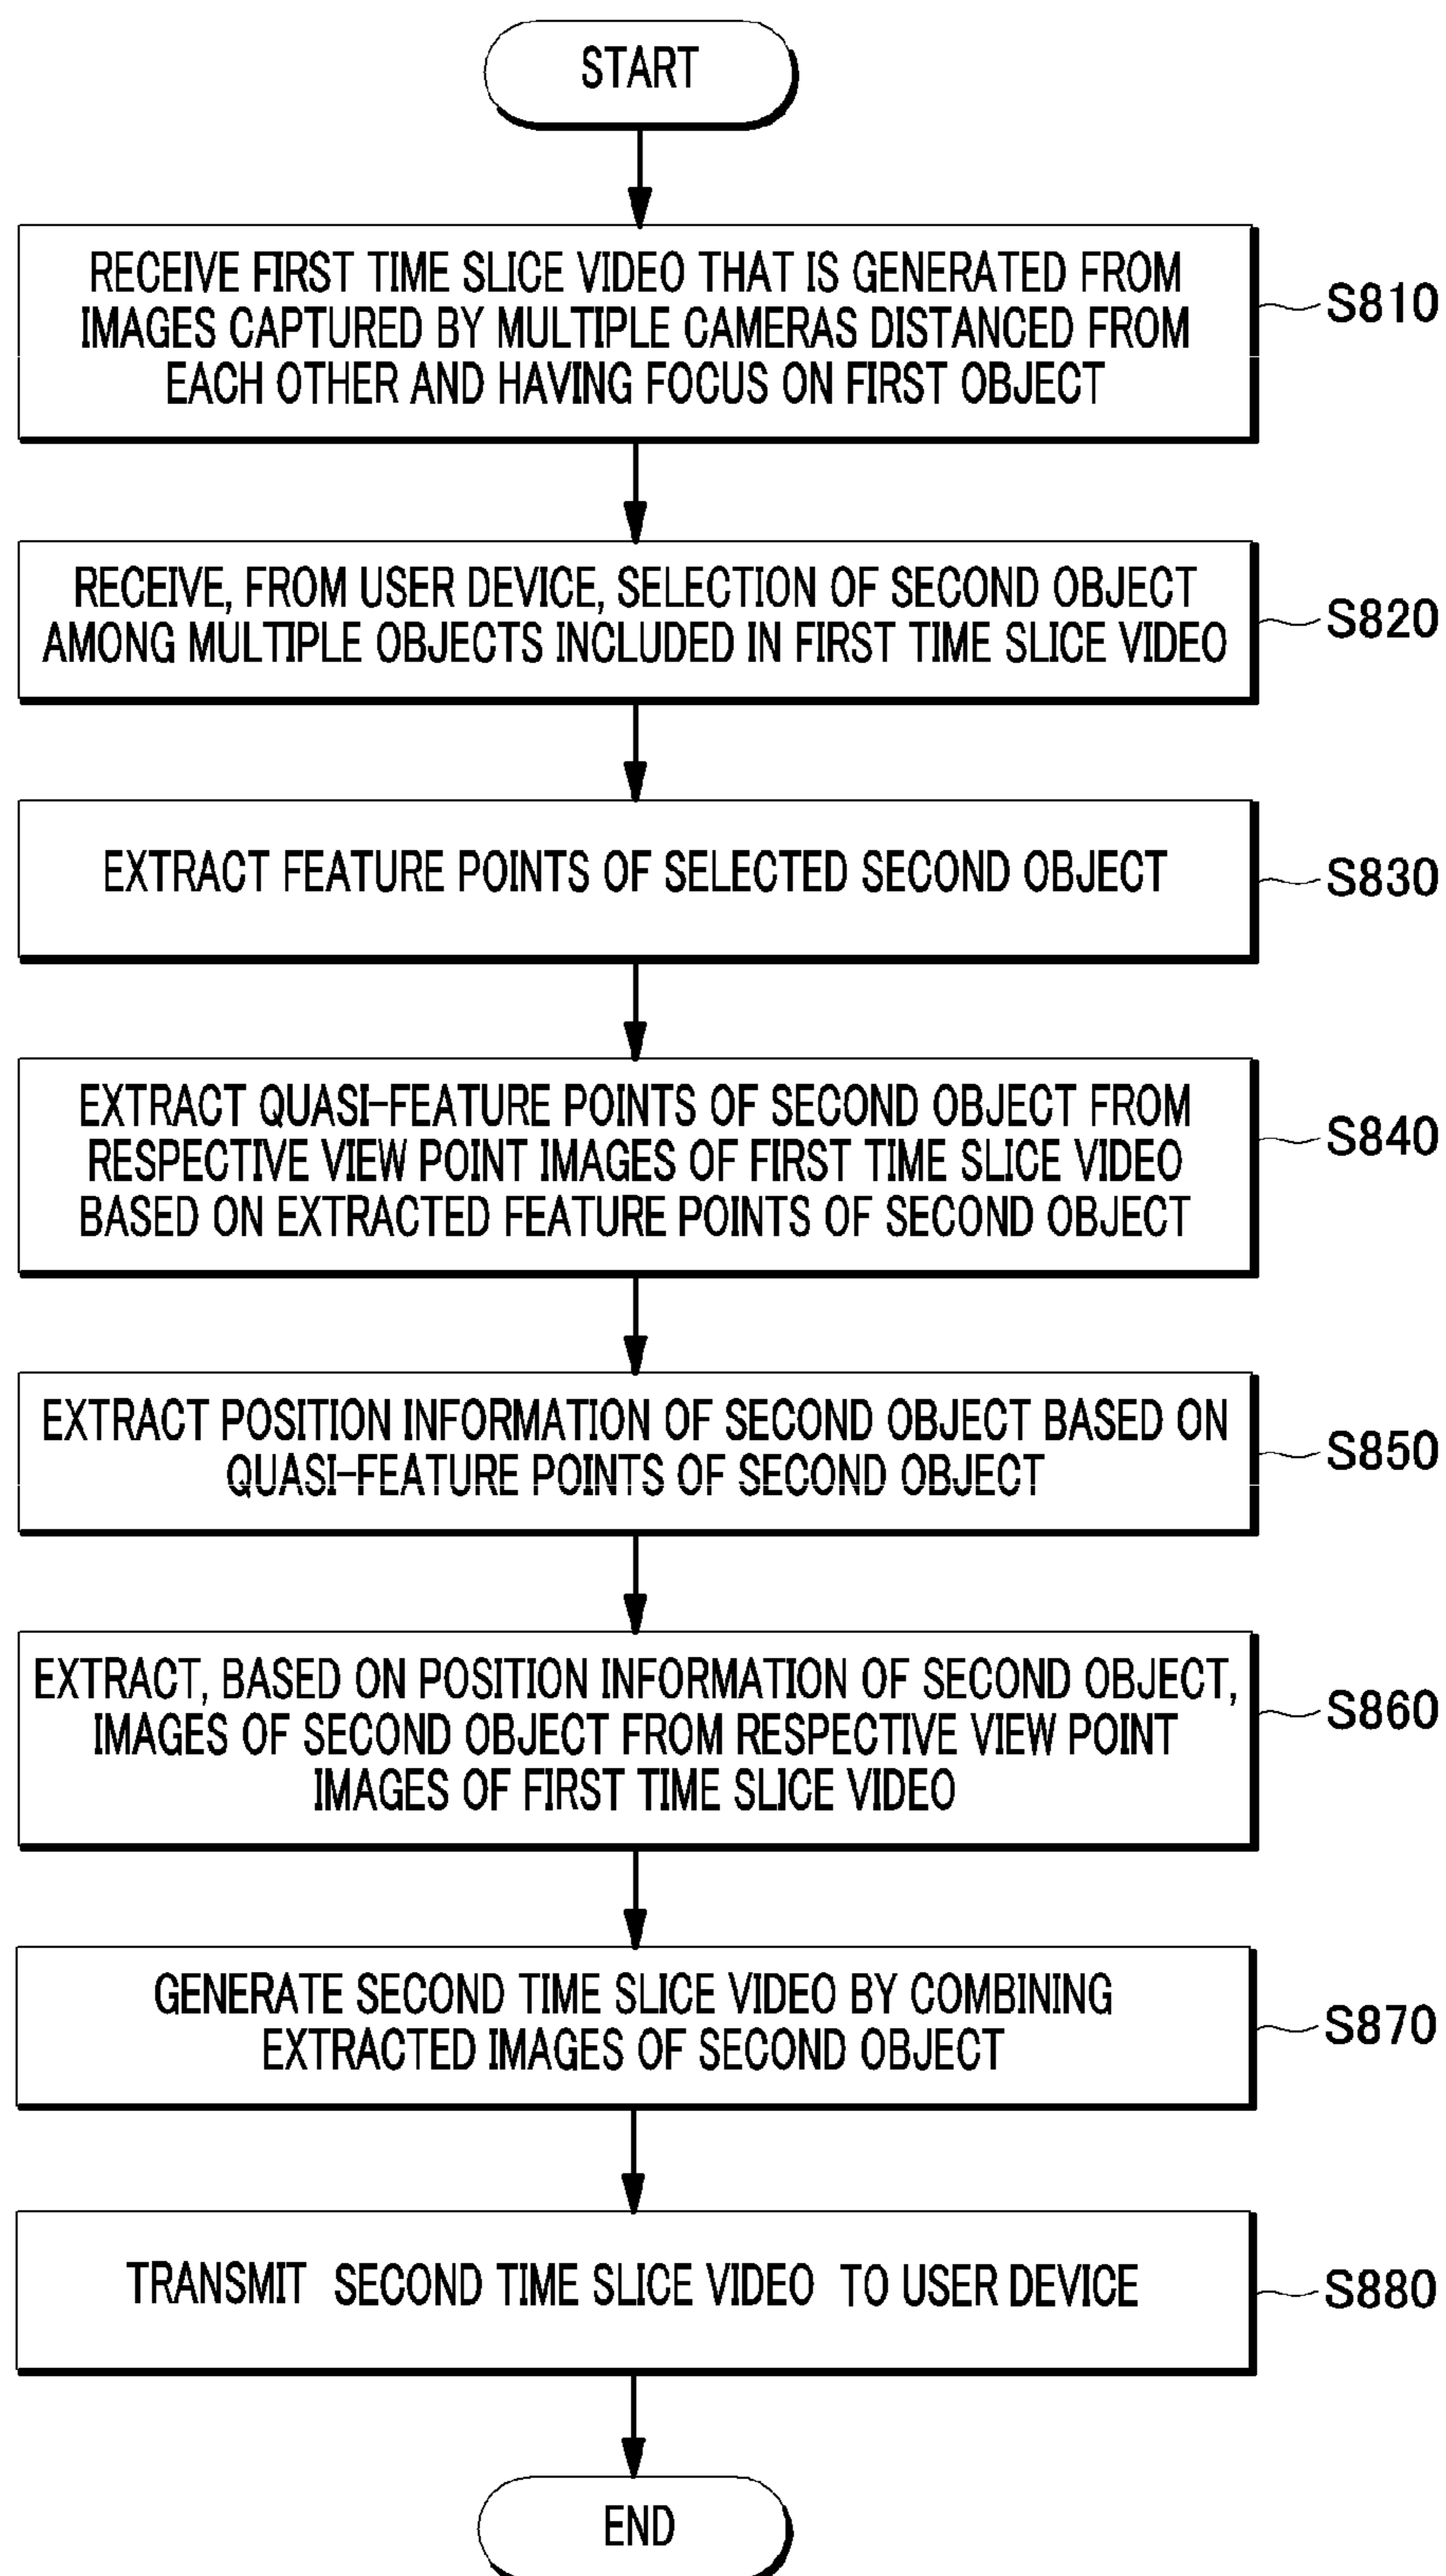 START
RECEIVE FIRST TIME SLICE VIDEO THAT IS GENERATED FROM
IMAGES CAPTURED BY MULTIPLE CAMERAS DISTANCED FROM
EACH OTHER AND HAVING FOCUS ON FIRST OBJECT
S810
RECEIVE, FROM USER DEVICE, SELECTION OF SECOND OBJECT
AMONG MULTIPLE OBJECTS INCLUDED IN FIRST TIME SLICE VIDEO
S820
EXTRACT FEATURE POINTS OF SELECTED SECOND OBJECT
S830
EXTRACT QUASI-FEATURE POINTS OF SECOND OBJECT FROM
RESPECTIVE VIEW POINT IMAGES OF FIRST TIME SLICE VIDEO
BASED ON EXTRACTED FEATURE POINTS OF SECOND OBJECT
S840
EXTRACT POSITION INFORMATION OF SECOND OBJECT BASED ON
QUASI-FEATURE POINTS OF SECOND OBJECT
S850
EXTRACT, BASED ON POSITION INFORMATION OF SECOND OBJECT,
IMAGES OF SECOND OBJECT FROM RESPECTIVE VIEW POINT
IMAGES OF FIRST TIME SLICE VIDEO
S860
GENERATE SECOND TIME SLICE VIDEO BY COMBINING
EXTRACTED IMAGES OF SECOND OBJECT
S870
TRANSMIT SECOND TIME SLICE VIDEO TO USER DEVICE
S880
END